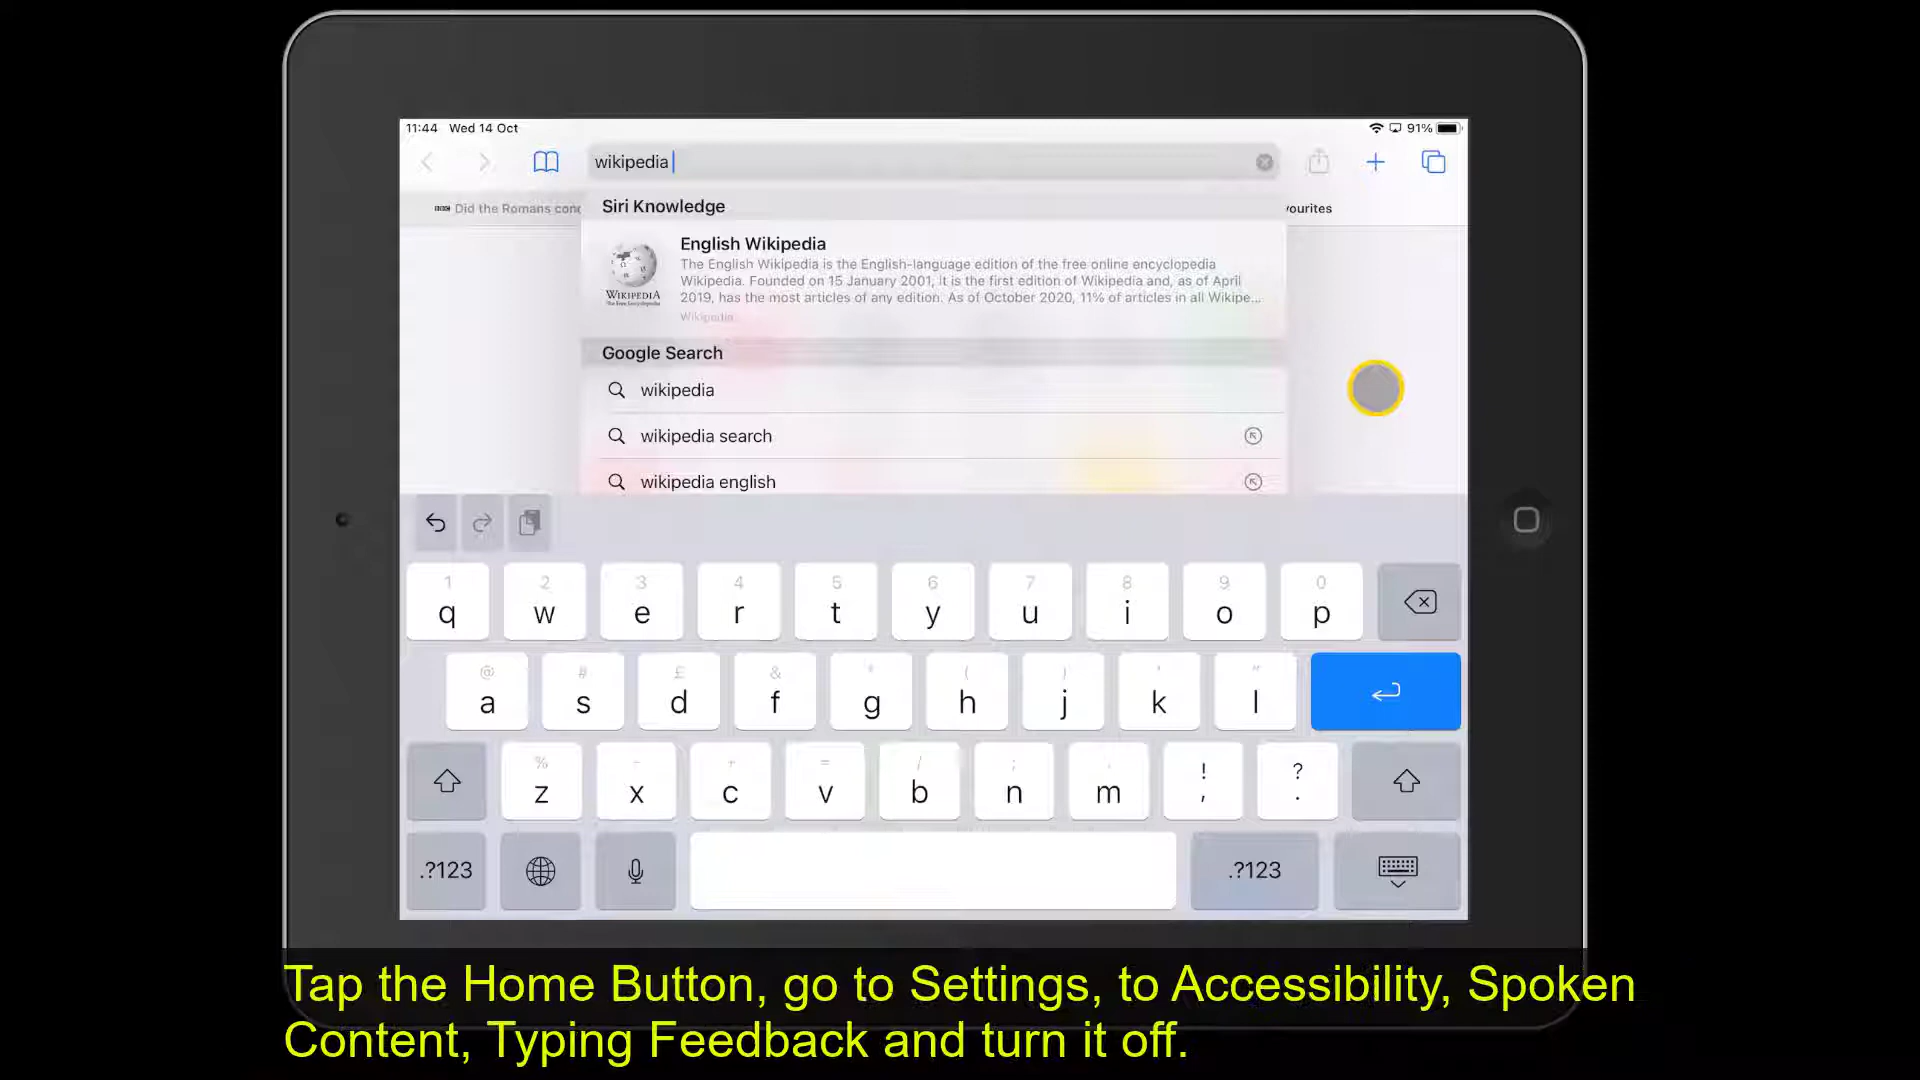 11:44 Wed 14 Oct
91%
wikipedia
BBC Did the Romans con
vourites
Siri Knowledge
English Wikipedia
The English Wikipedia is the English-language edition of the free online encyclopedia
Wikipedia. Founded on 15 January 2001, it is the first edition of Wikipedia and, as of April
2019, has the most articles of any edition. As of October 2020, 11% of articles in all Wikipe...
Wikipedia
WIKIPEDIA
The Free Encyclopedia
Google Search
wikipedia
wikipedia search
wikipedia english
1 2 3 4 5 6 7 8 9 0
q w e r t y u i o p
@ # £ & * ( ) ' "
a s d f g h j k l
% - + = / ; , ! ?
z x c v b n m , .
.?123 .?123
Tap the Home Button, go to Settings, to Accessibility, Spoken
Content, Typing Feedback and turn it off.